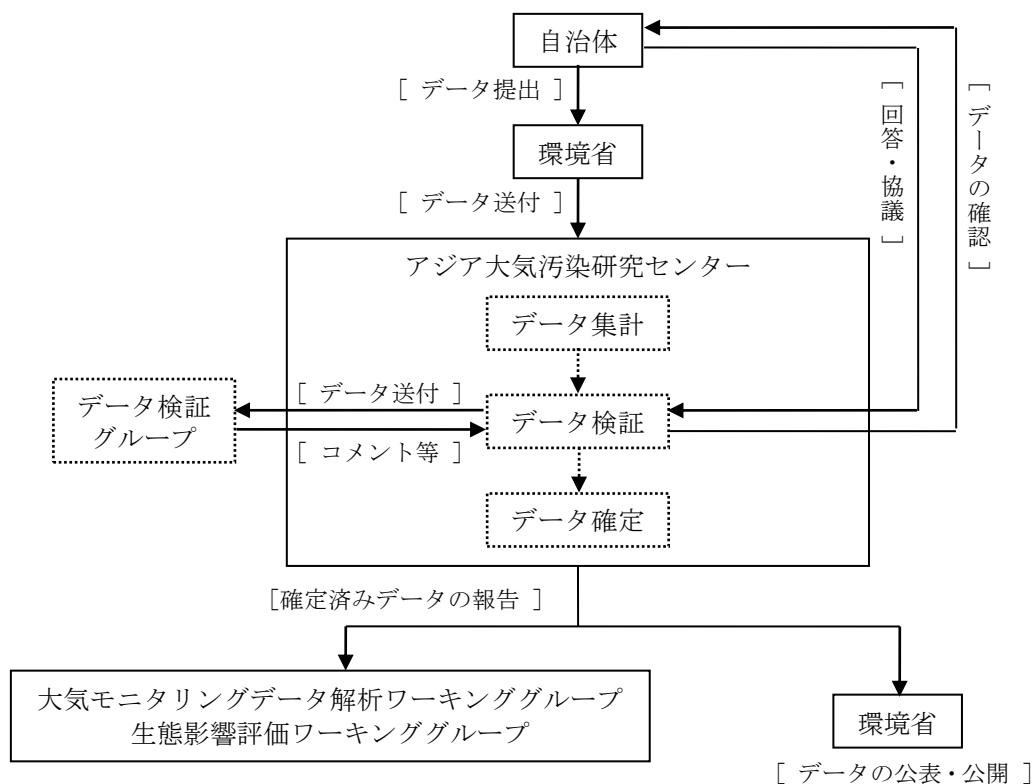 自治体
[ データ提出 ]
環境省
[ データ送付 ]
[ 回答・協議 ]
[ データの確認 ]
アジア大気汚染研究センター
データ集計
データ検証
グループ
[ データ送付 ]
[ コメント等 ]
データ検証
データ確定
[確定済みデータの報告 ]
大気モニタリングデータ解析ワーキンググループ
生態影響評価ワーキンググループ
環境省
[ データの公表・公開 ]